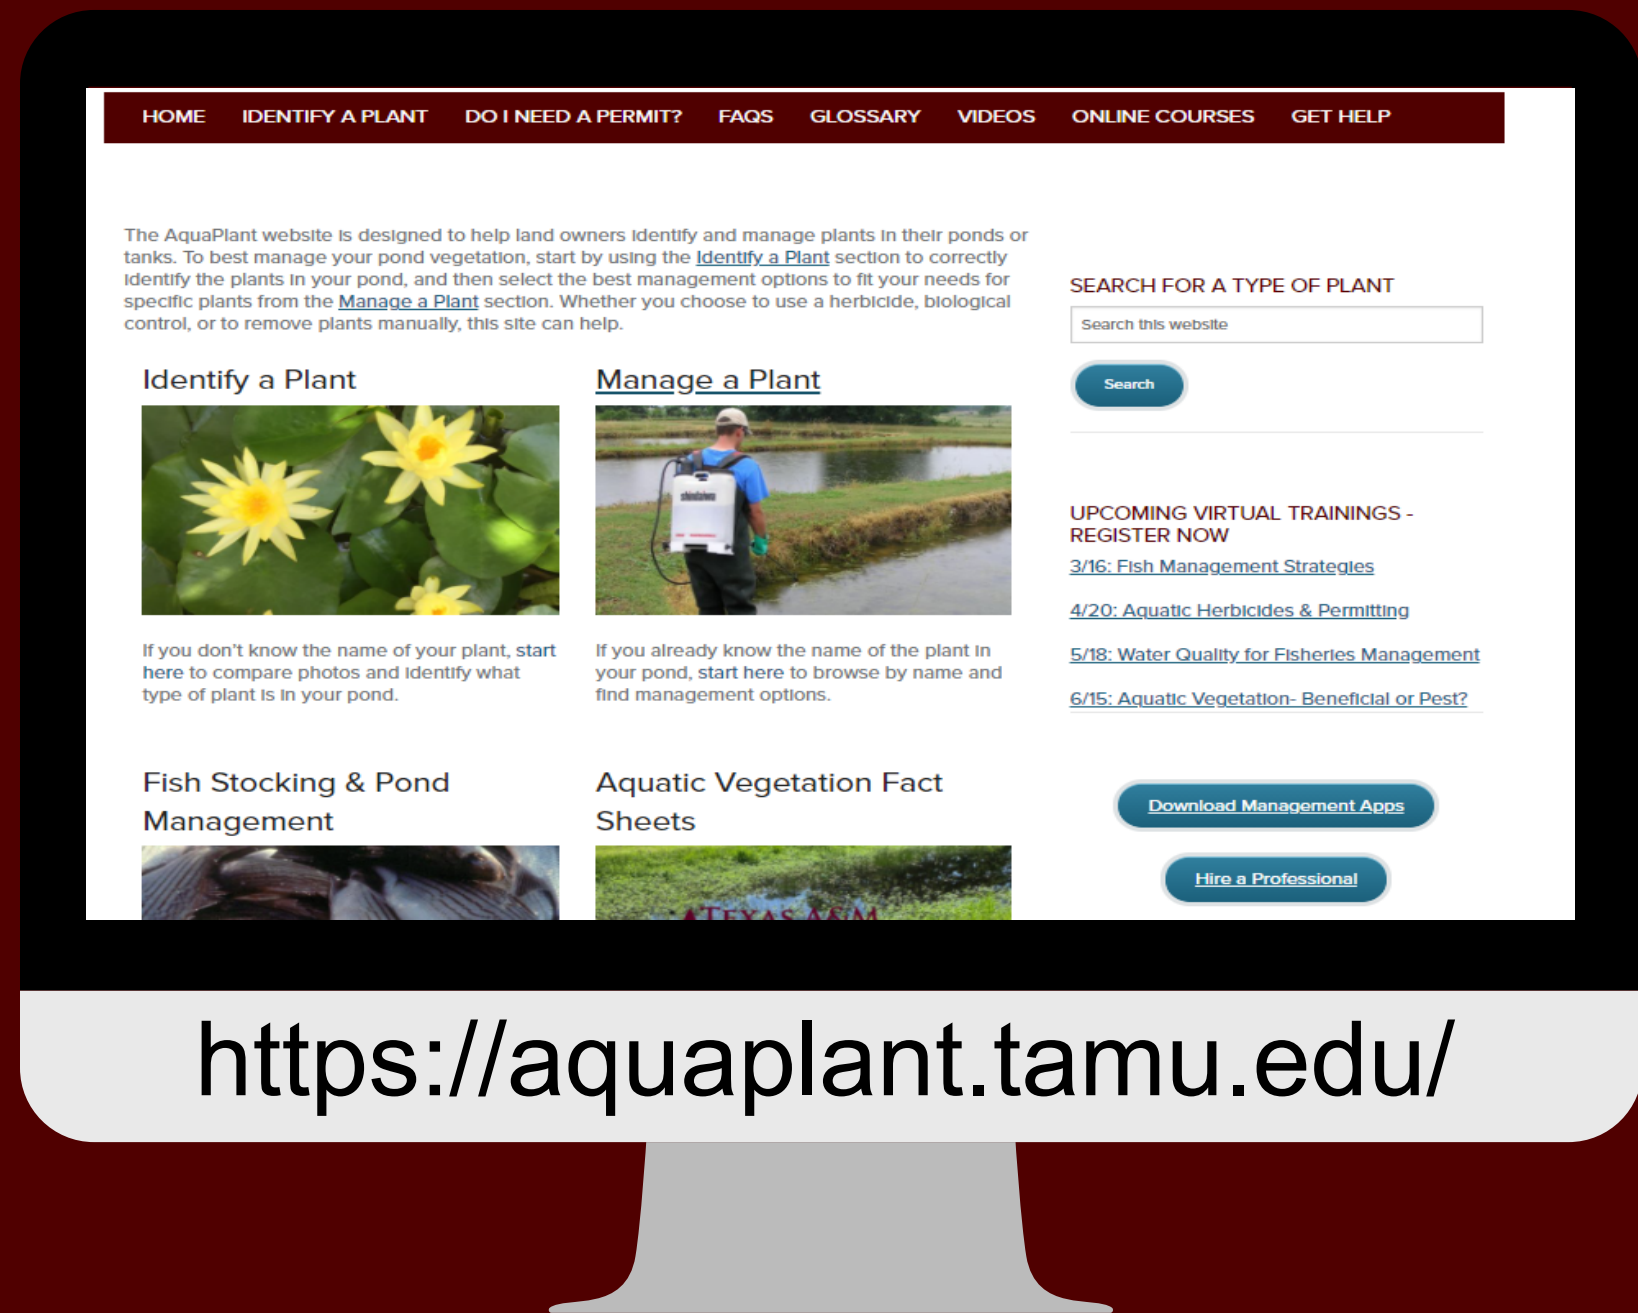 HOME IDENTIFY A PLANT DO I NEED A PERMIT? FAQS GLOSSARY VIDEOS ONLINE COURSES GET HELP
The AquaPlant website is designed to help land owners identify and manage plants in their ponds or
tanks. To best manage your pond vegetation, start by using the Identify a Plant section to correctly
identify the plants in your pond, and then select the best management options to fit your needs for
specific plants from the Manage a Plant section. Whether you choose to use a herbicide, biological
control, or to remove plants manually, this site can help.
Identify a Plant
If you don't know the name of your plant, start
here to compare photos and identify what
type of plant is in your pond.
Manage a Plant
shindaiwa
If you already know the name of the plant in
your pond, start here to browse by name and
find management options.
Fish Stocking & Pond
Management
Aquatic Vegetation Fact
Sheets
TEXAS A&M
SEARCH FOR A TYPE OF PLANT
Search this website
Search
UPCOMING VIRTUAL TRAININGS -
REGISTER NOW
3/16: Fish Management Strategies
4/20: Aquatic Herbicides & Permitting
5/18: Water Quality for Fisheries Management
6/15: Aquatic Vegetation- Beneficial or Pest?
Download Management Apps
Hire a Professional
https://aquaplant.tamu.edu/